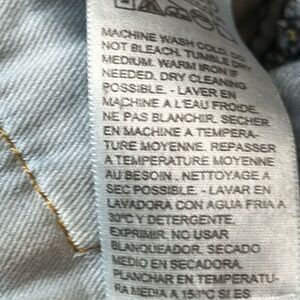 MACHINE WASH COLD. DO
NOT BLEACH. TUMBLE DRY
MEDIUM. WARM IRON IF
NEEDED. DRY CLEANING
POSSIBLE. - LAVER EN
MACHINE A L'EAU FROIDE.
NE PAS BLANCHIR. SECHER
EN MACHINE A TEMPERA-
TURE MOYENNE. REPASSER
A TEMPERATURE MOYENNE
AU BESOIN. NETTOYAGE A
SEC POSSIBLE. - LAVAR EN
LAVADORA CON AGUA FRIA A
30ºC Y DETERGENTE.
EXPRIMIR. NO USAR
BLANQUEADOR. SECADO
MEDIO EN SECADORA
PLANCHAR EN TEMPERATU-
RA MEDIA A 150ºC SI ES